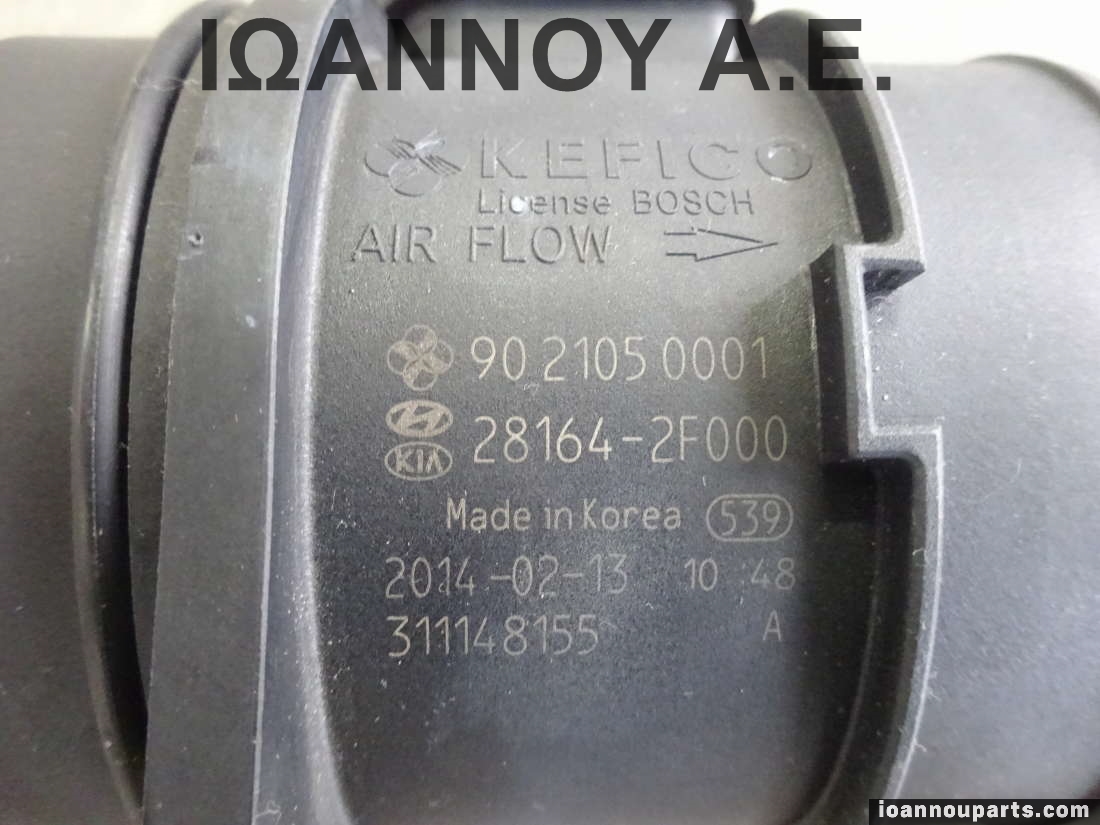 ΙΩΑΝΝΟΥ Α.Ε.
KEFICO
License BOSCH
AIR FLOW
90 2105 0001
28164-2F000
KIA
Made in Korea 539
2014-02-13 10:48
311148155 A
ioannouparts.com